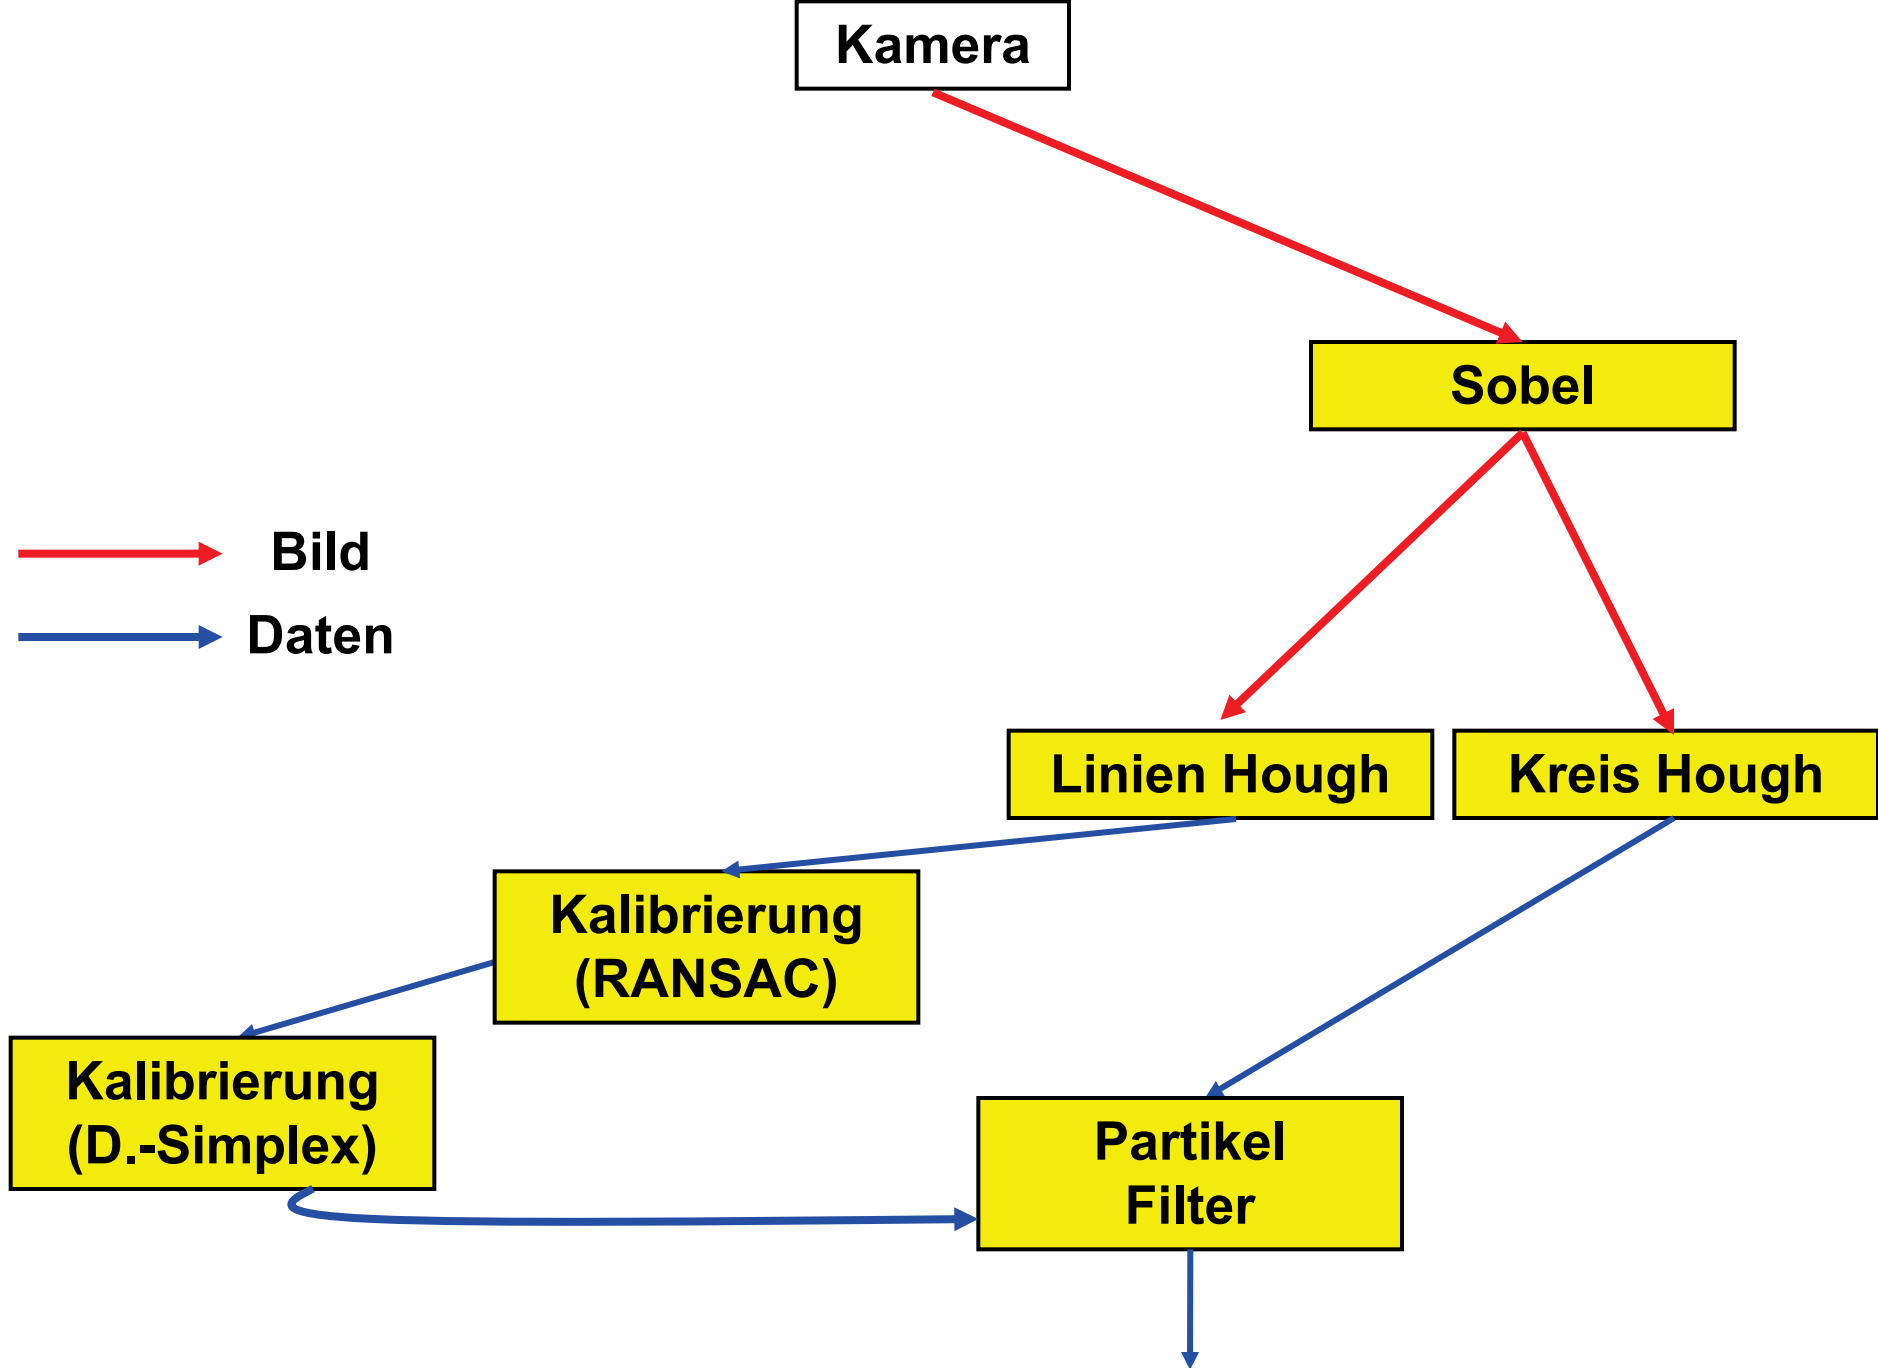 Kamera
Sobel
Bild
Daten
Linien Hough
Kreis Hough
Kalibrierung
(RANSAC)
Kalibrierung
(D.-Simplex)
Partikel
Filter